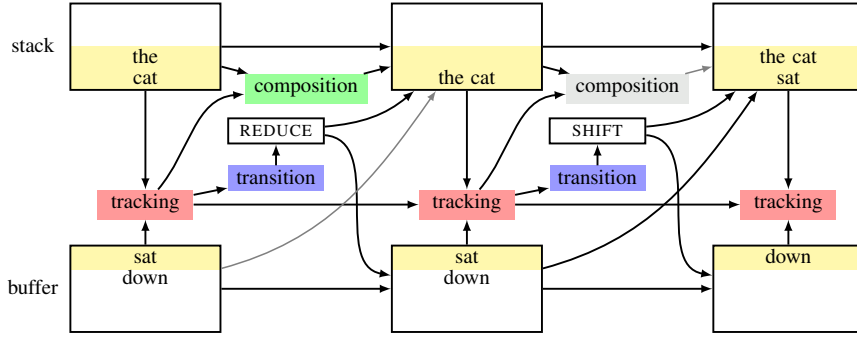 stack
the
cat
composition
REDUCE
transition
tracking
sat
down
buffer
the cat
composition
SHIFT
transition
tracking
sat
down
the cat
sat
tracking
down